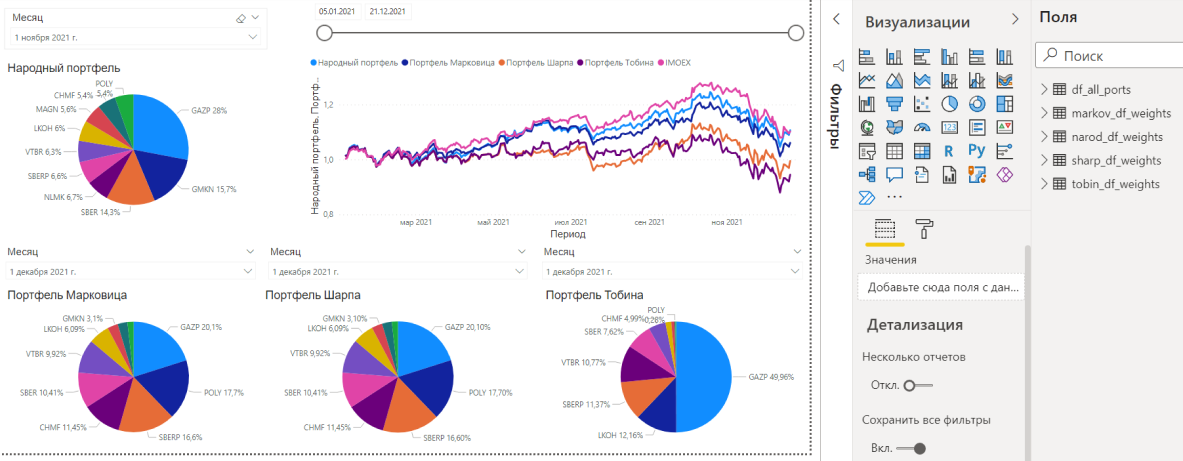 Месяц
1 ноября 2021 г.
Народный портфель
POLY
5,4%
CHMF 5,4%
MAGN 5,6%
LKOH 6%
VTBR 6,3%
SBERP 6,6%
NLMK 6,7%
SBER 14,3%
GMKN 15,7%
GAZP 28%
05.01.2021
21.12.2021
Народный портфель
Портфель Марковица
Портфель Шарпа
Портфель Тобина
IMOEX
Народный портфель, Портф...
1,2
1,0
0,8
мар 2021
май 2021
июл 2021
сен 2021
ноя 2021
Период
Месяц
1 декабря 2021 г.
Портфель Марковица
GMKN 3,1%
LKOH 6,09%
VTBR 9,92%
SBER 10,41%
CHMF 11,45%
SBERP 16,6%
POLY 17,7%
GAZP 20,1%
Месяц
1 декабря 2021 г.
Портфель Шарпа
GMKN 3,10%
LKOH 6,09%
VTBR 9,92%
SBER 10,41%
CHMF 11,45%
SBERP 16,60%
POLY 17,70%
GAZP 20,10%
Месяц
1 декабря 2021 г.
Портфель Тобина
POLY
0,28%
CHMF 4,99%
SBER 7,62%
VTBR 10,77%
SBERP 11,37%
LKOH 12,16%
GAZP 49,96%
Фильтры
Визуализации
123
R
Py
Значения
Добавьте сюда поля с дан...
Детализация
Несколько отчетов
Откл.
Сохранить все фильтры
Вкл.
Поля
Поиск
df_all_ports
markov_df_weights
narod_df_weights
sharp_df_weights
tobin_df_weights